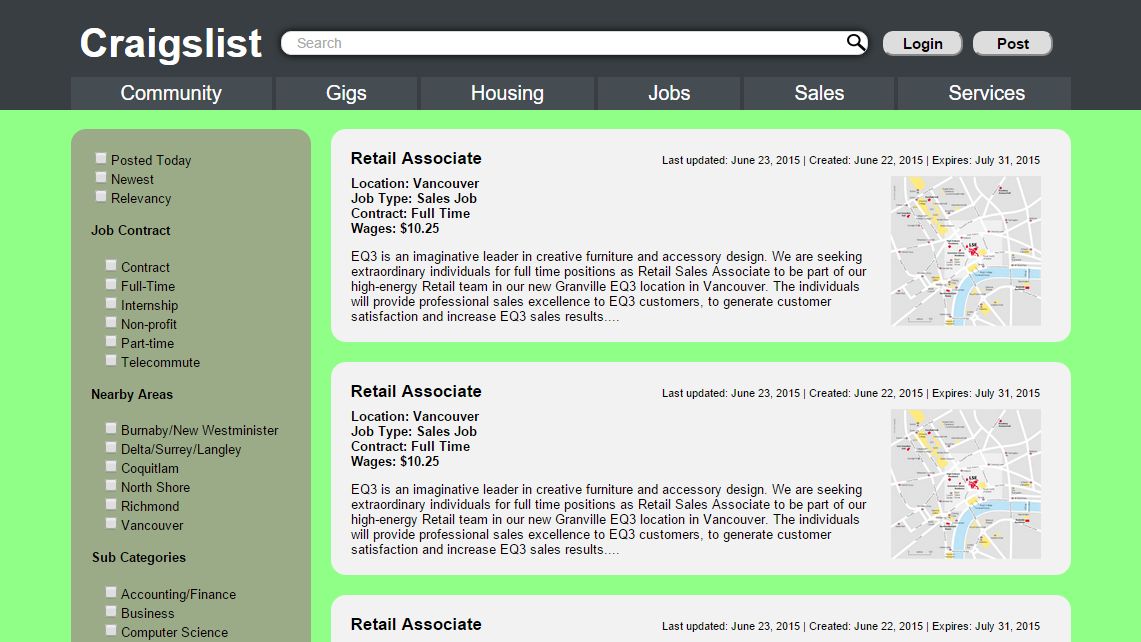 Craigslist
Search
Login
Post
Community
Gigs
Housing
Jobs
Sales
Services
Posted Today
Newest
Relevancy
Job Contract
Contract
Full-Time
Internship
Non-profit
Part-time
Telecommute
Nearby Areas
Burnaby/New Westminister
Delta/Surrey/Langley
Coquitlam
North Shore
Richmond
Vancouver
Sub Categories
Accounting/Finance
Business
Computer Science
Retail Associate
Last updated: June 23, 2015 | Created: June 22, 2015 | Expires: July 31, 2015
Location: Vancouver
Job Type: Sales Job
Contract: Full Time
Wages: $10.25
EQ3 is an imaginative leader in creative furniture and accessory design. We are seeking
extraordinary individuals for full time positions as Retail Sales Associate to be part of our
high-energy Retail team in our new Granville EQ3 location in Vancouver. The individuals
will provide professional sales excellence to EQ3 customers, to generate customer
satisfaction and increase EQ3 sales results....
LSE
Retail Associate
Last updated: June 23, 2015 | Created: June 22, 2015 | Expires: July 31, 2015
Location: Vancouver
Job Type: Sales Job
Contract: Full Time
Wages: $10.25
EQ3 is an imaginative leader in creative furniture and accessory design. We are seeking
extraordinary individuals for full time positions as Retail Sales Associate to be part of our
high-energy Retail team in our new Granville EQ3 location in Vancouver. The individuals
will provide professional sales excellence to EQ3 customers, to generate customer
satisfaction and increase EQ3 sales results....
LSE
Retail Associate
Last updated: June 23, 2015 | Created: June 22, 2015 | Expires: July 31, 2015